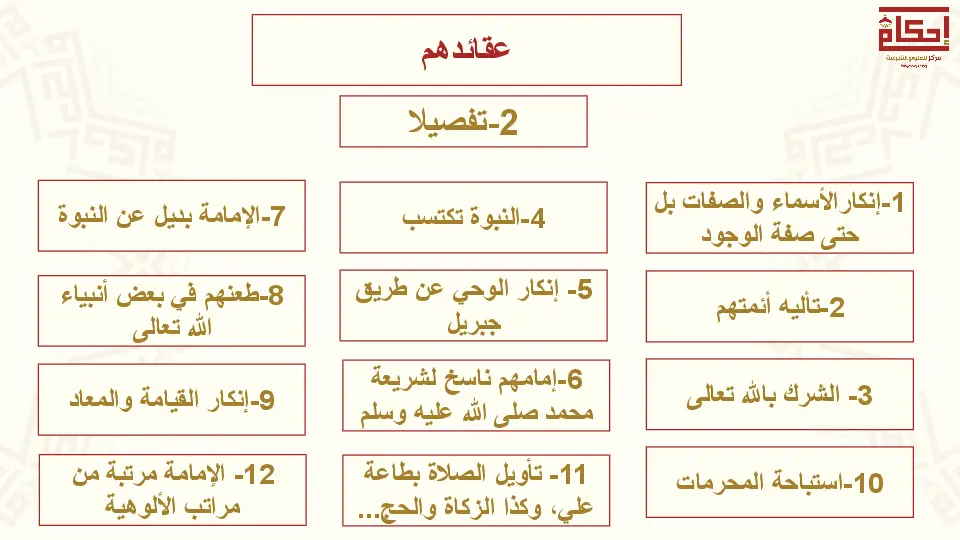 إحكام
مركز للعلوم الشرعية
عقائدهم
2-تفصيلا
1-إنكارالأسماء والصفات بل
حتى صفة الوجود
2-تأليه أئمتهم
3- الشرك بالله تعالى
4-النبوة تكتسب
5- إنكار الوحي عن طريق
جبريل
6-إمامهم ناسخ لشريعة
محمد صلى الله عليه وسلم
7-الإمامة بديل عن النبوة
8-طعنهم في بعض أنبياء
الله تعالى
9-إنكار القيامة والمعاد
10-استباحة المحرمات
11- تأويل الصلاة بطاعة
علي، وكذا الزكاة والحج...
12- الإمامة مرتبة من
مراتب الألوهية